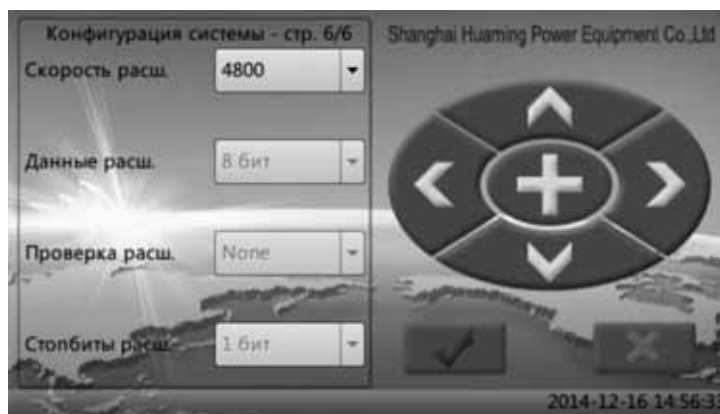 Конфигурация системы - стр. 6/6
Shanghai Huaming Power Equipment Co.,Ltd
Скорость расш.
4800
Данные расш.
8 бит
Проверка расш.
None
Стопбиты расш.
1 бит
2014-12-16 14:56:33